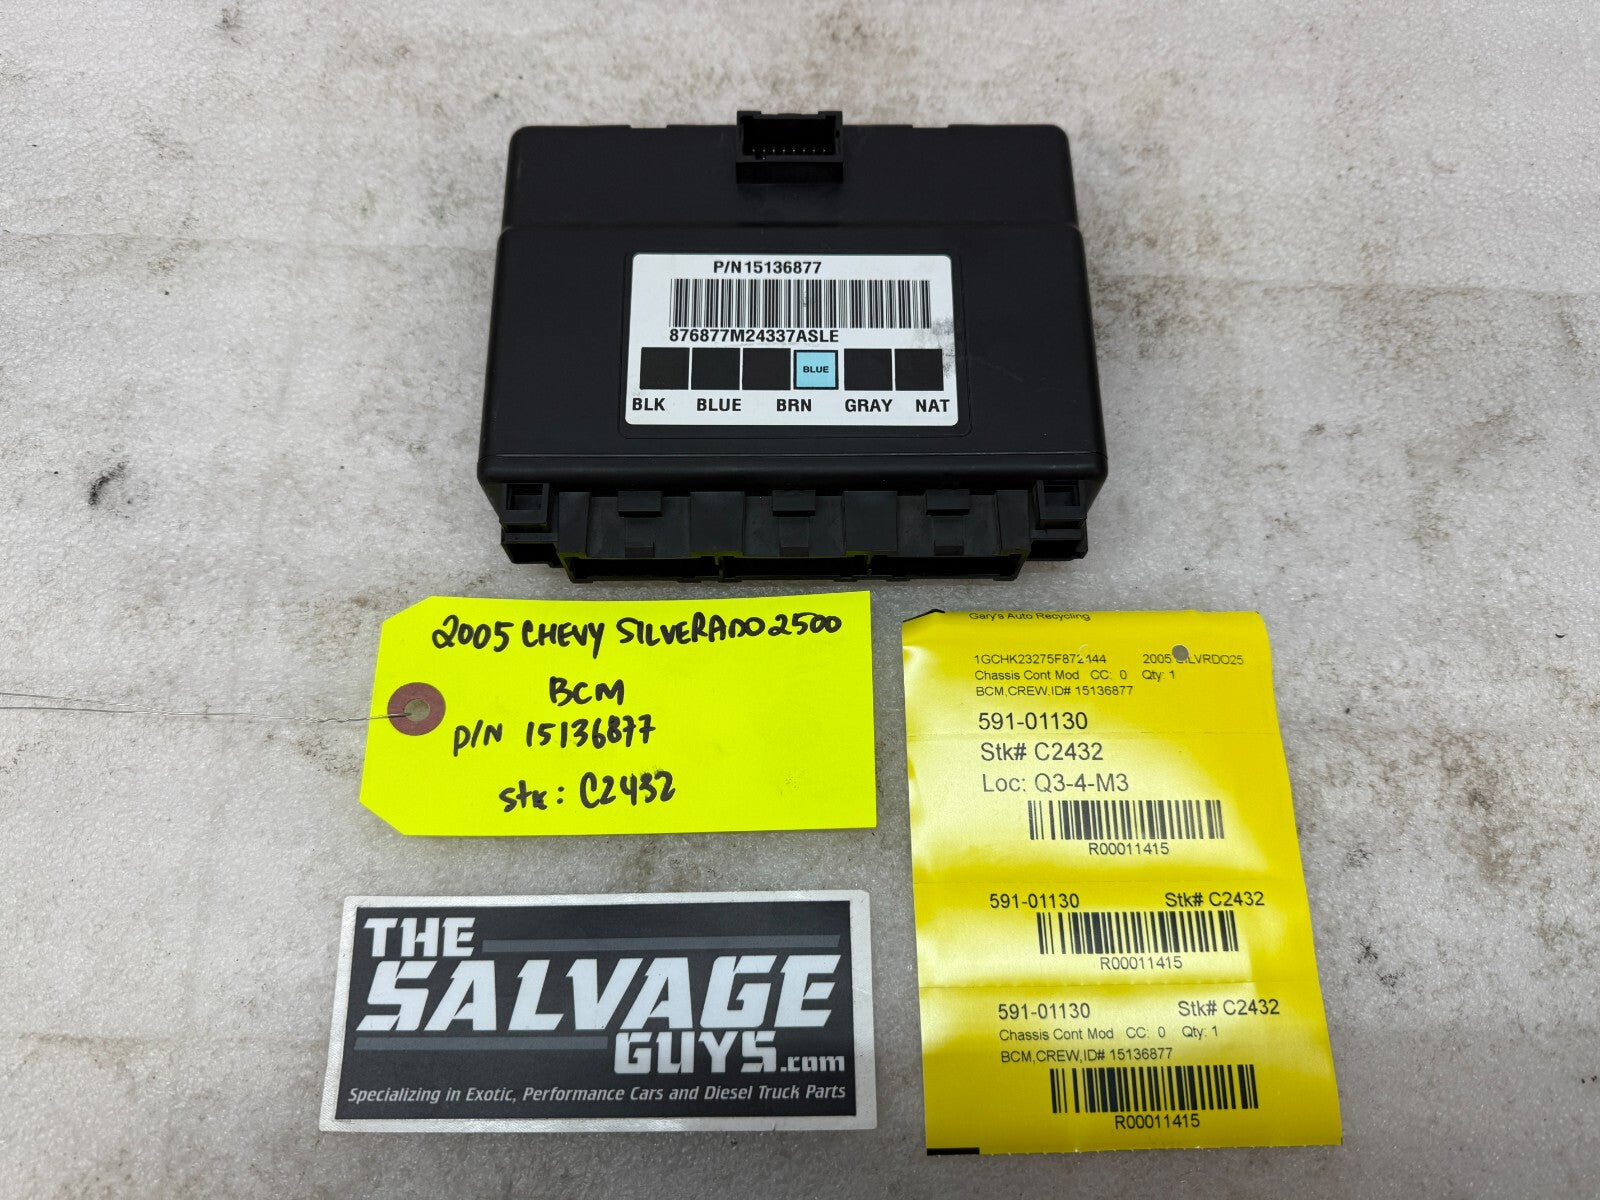 P/N 15136877
876877M24337ASLE
BLUE
BLK BLUE BRN GRAY NAT
2005 CHEVY SILVERADO 2500
BCM
P/N 15136877
stk: C2432
Gary's Auto Recycling
1GCHK23275F872444 2005 SILVRDO25
Chassis Cont Mod CC: 0 Qty: 1
BCM,CREW,ID# 15136877
591-01130
Stk# C2432
Loc: Q3-4-M3
R00011415
591-01130 Stk# C2432
R00011415
591-01130 Stk# C2432
Chassis Cont Mod CC: 0 Qty: 1
BCM,CREW,ID# 15136877
R00011415
THE
SALVAGE
GUYS.com
Specializing in Exotic, Performance Cars and Diesel Truck Parts